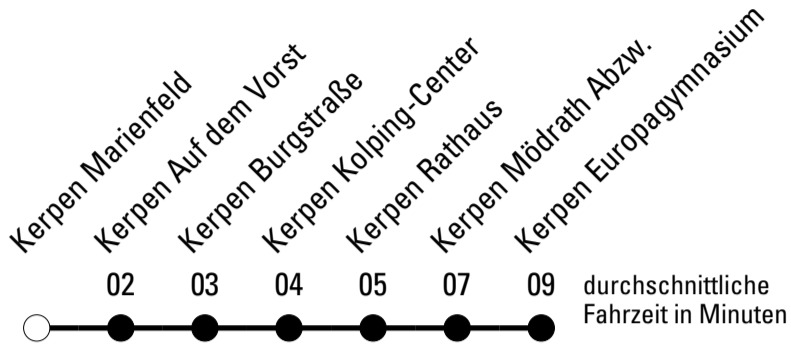 Kerpen Marienfeld
Kerpen Auf dem Vorst
Kerpen Burgstraße
Kerpen Kolping-Center
Kerpen Rathaus
Kerpen Mödrath Abzw.
Kerpen Europagymnasium
02 03 04 05 07 09
durchschnittliche
Fahrzeit in Minuten